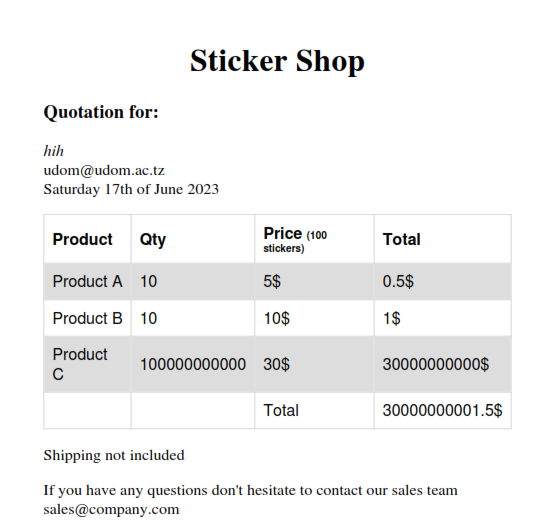 Sticker Shop
Quotation for:
hih
udom@udom.ac.tz
Saturday 17th of June 2023
Product Qty Price (100 stickers) Total
Product A 10 5$ 0.5$
Product B 10 10$ 1$
Product C 100000000000 30$ 30000000000$
Total 30000000001.5$
Shipping not included
If you have any questions don't hesitate to contact our sales team
sales@company.com